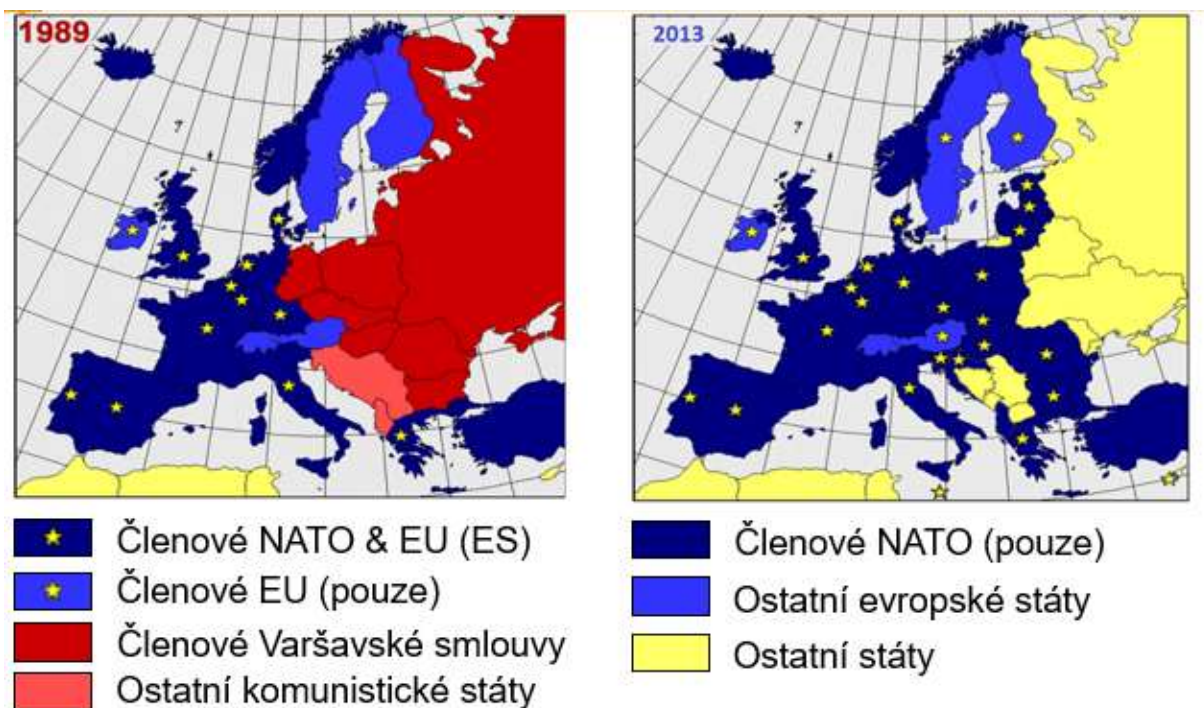 1989
2013
Členové NATO & EU (ES)
Členové EU (pouze)
Členové Varšavské smlouvy
Ostatní komunistické státy
Členové NATO (pouze)
Ostatní evropské státy
Ostatní státy